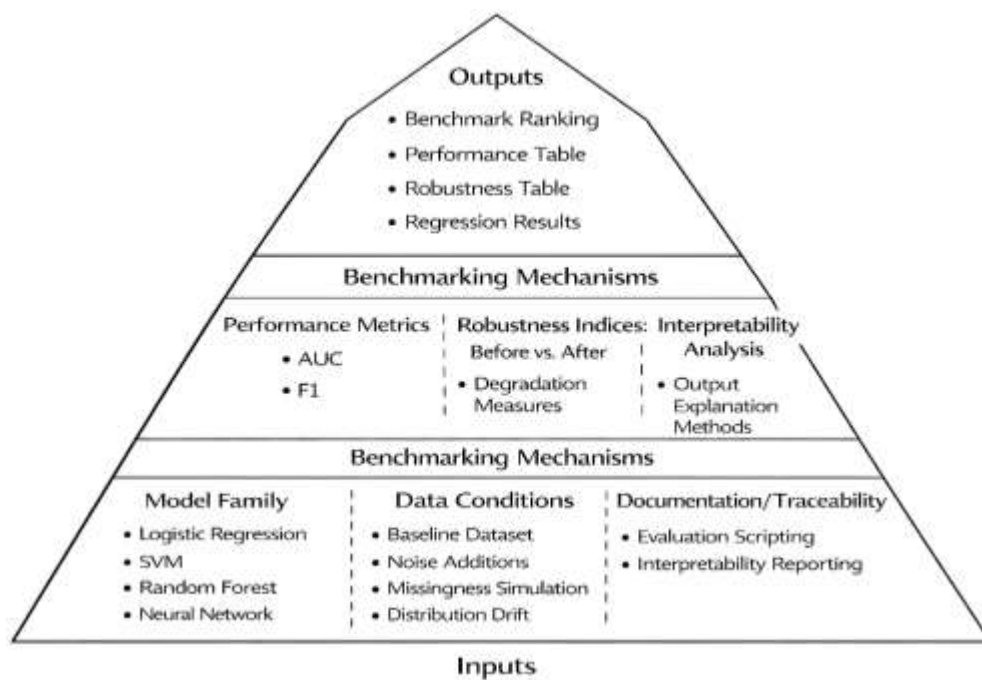 Outputs
• Benchmark Ranking
• Performance Table
• Robustness Table
• Regression Results
Benchmarking Mechanisms
Performance Metrics
• AUC
• F1
Robustness Indices:
Before vs. After
• Degradation
Measures
Interpretability
Analysis
• Output
Explanation
Methods
Benchmarking Mechanisms
Model Family
• Logistic Regression
• SVM
• Random Forest
• Neural Network
Data Conditions
• Baseline Dataset
• Noise Additions
• Missingness Simulation
• Distribution Drift
Documentation/Traceability
• Evaluation Scripting
• Interpretability Reporting
Inputs